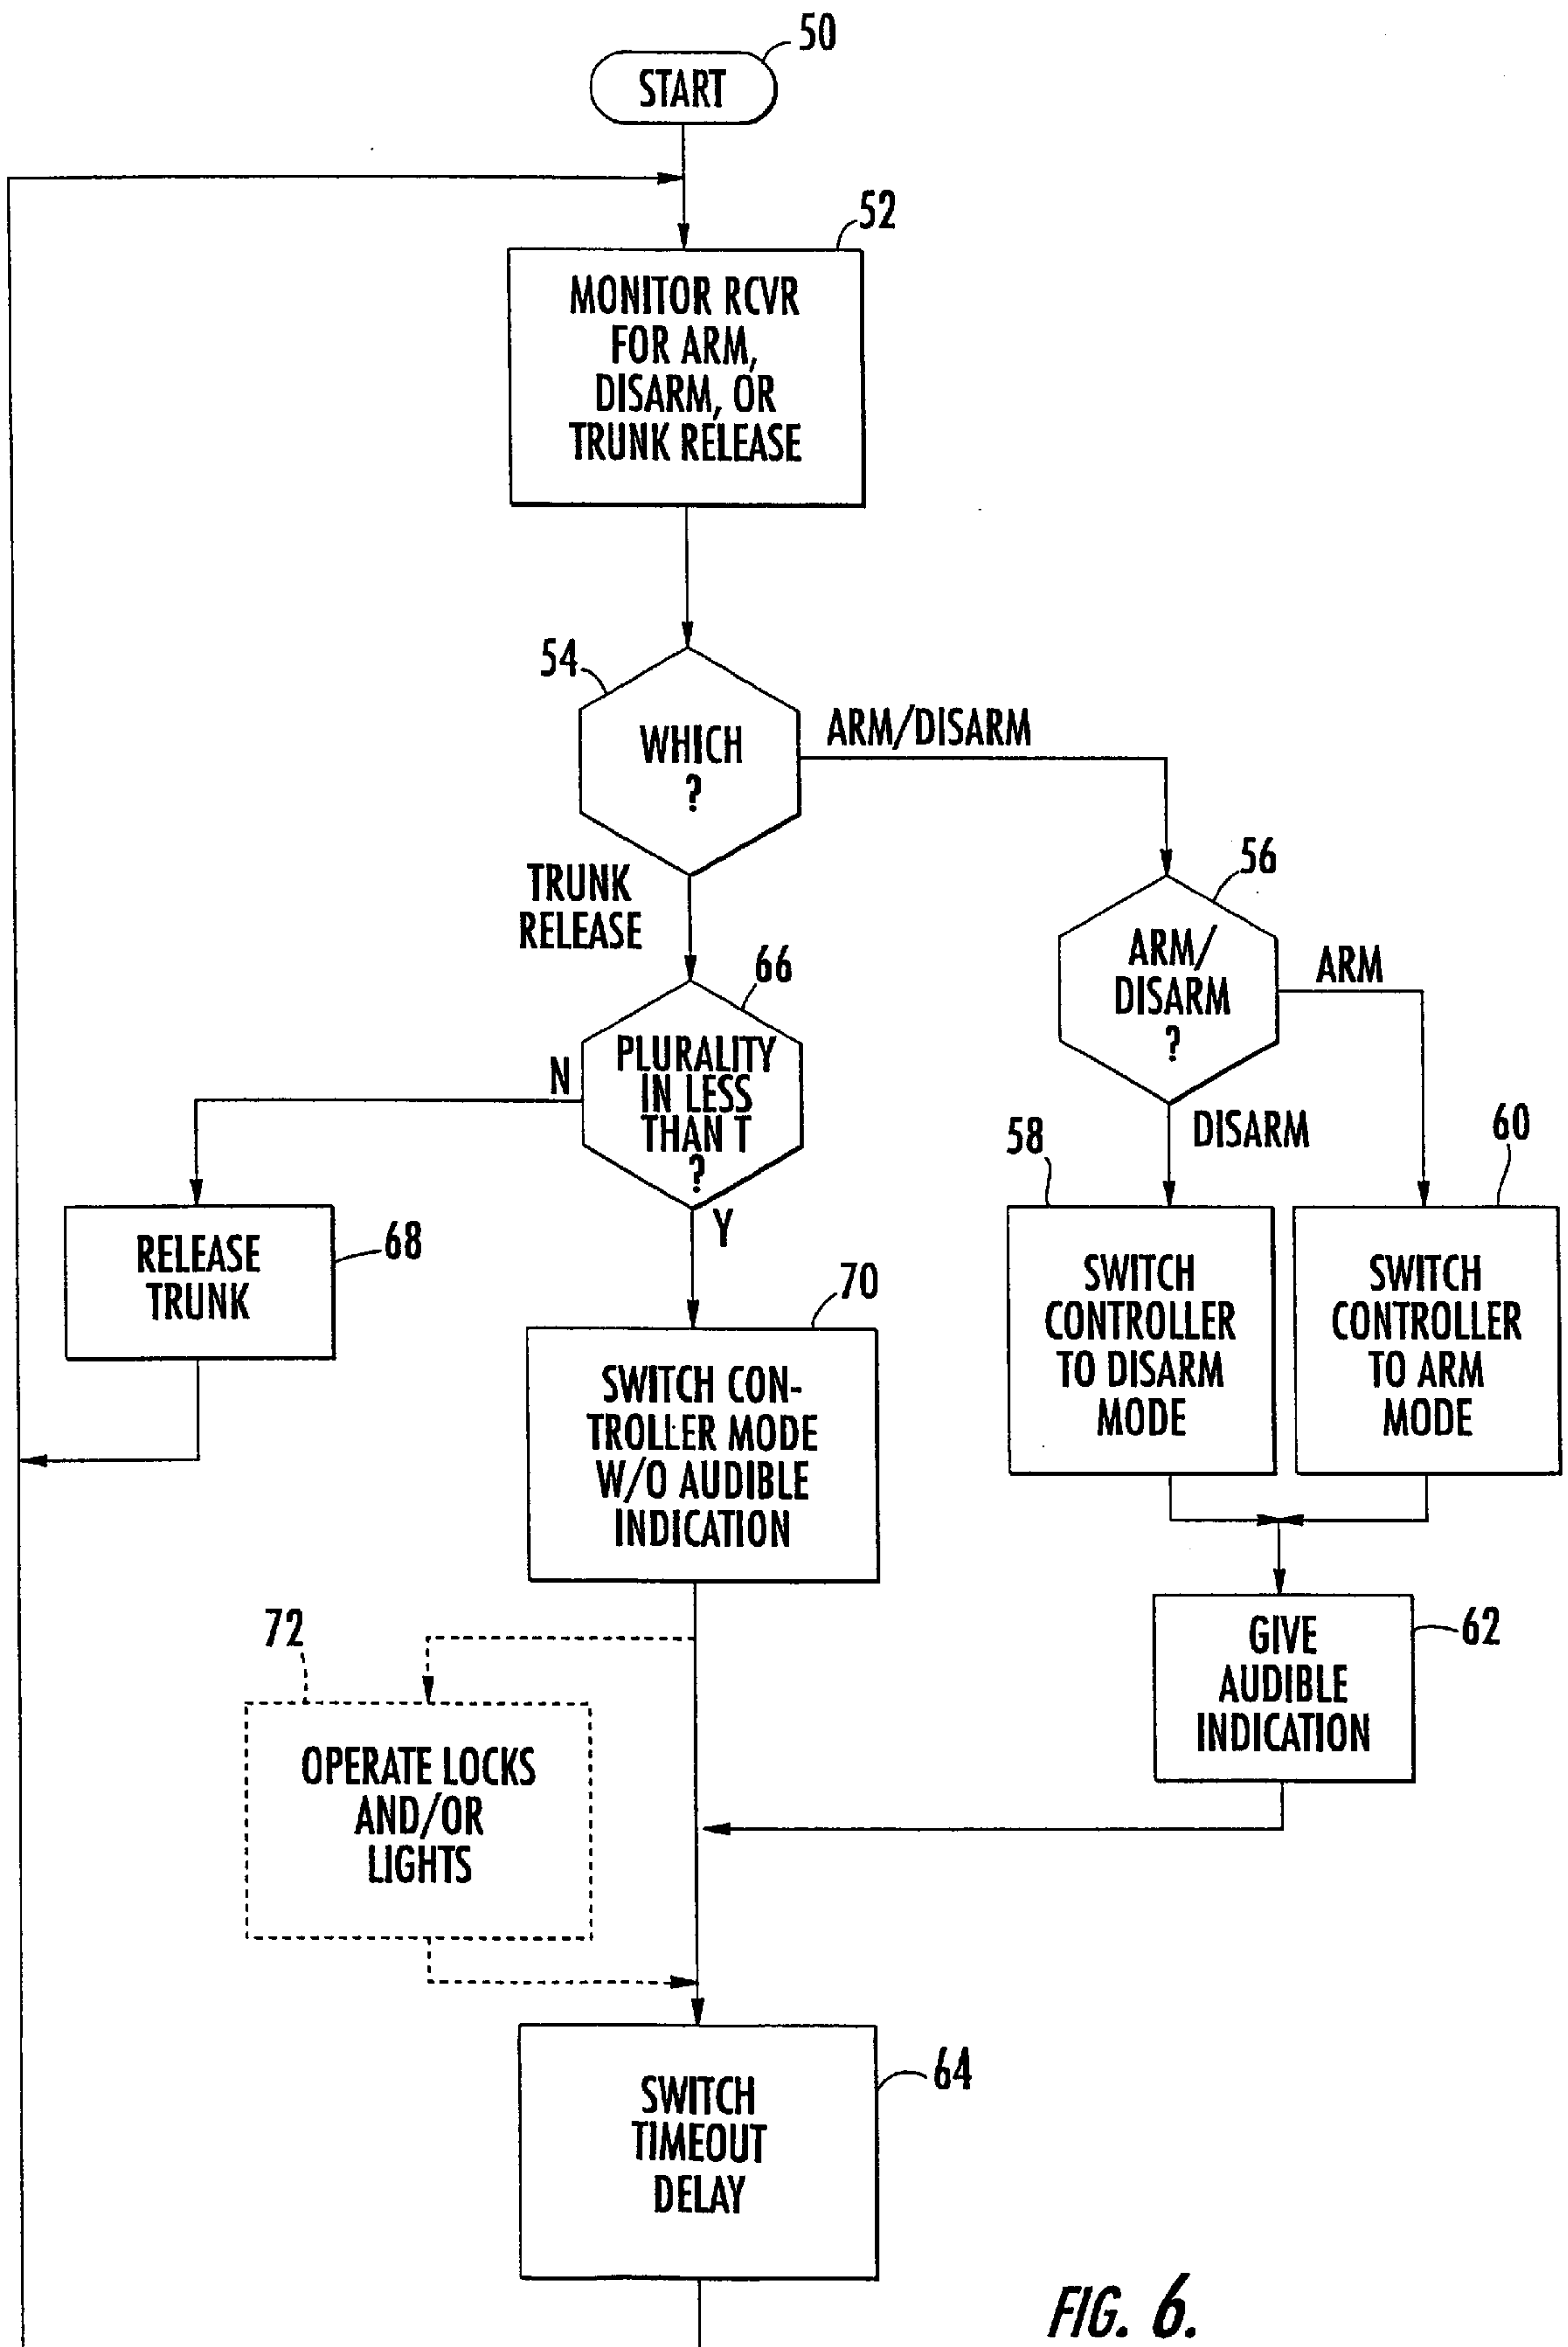 50
START
52
MONITOR RCVR
FOR ARM,
DISARM, OR
TRUNK RELEASE
54
WHICH
?
ARM/DISARM
TRUNK
RELEASE
56
ARM/
DISARM
?
ARM
DISARM
66
PLURALITY
IN LESS
THAN T
?
N
Y
58
SWITCH
CONTROLLER
TO DISARM
MODE
60
SWITCH
CONTROLLER
TO ARM
MODE
68
RELEASE
TRUNK
70
SWITCH CON-
TROLLER MODE
W/O AUDIBLE
INDICATION
62
GIVE
AUDIBLE
INDICATION
72
OPERATE LOCKS
AND/OR
LIGHTS
64
SWITCH
TIMEOUT
DELAY
FIG. 6.